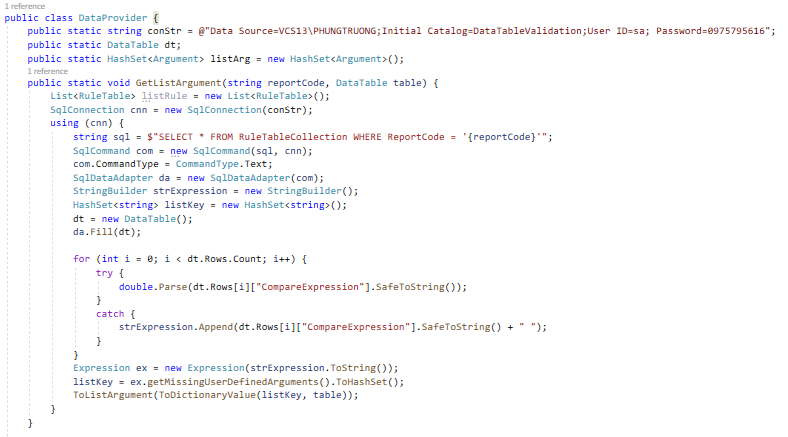 1 reference
public class DataProvider {
    public static string conStr = @"Data Source=VCS13\PHUNGTRUONG;Initial Catalog=DataTableValidation;User ID=sa; Password=0975795616";
    public static DataTable dt;
    public static HashSet<Argument> listArg = new HashSet<Argument>();
    1 reference
    public static void GetListArgument(string reportCode, DataTable table) {
        List<RuleTable> listRule = new List<RuleTable>();
        SqlConnection cnn = new SqlConnection(conStr);
        using (cnn) {
            string sql = $"SELECT * FROM RuleTableCollection WHERE ReportCode = '{reportCode}'";
            SqlCommand com = new SqlCommand(sql, cnn);
            com.CommandType = CommandType.Text;
            SqlDataAdapter da = new SqlDataAdapter(com);
            StringBuilder strExpression = new StringBuilder();
            HashSet<string> listKey = new HashSet<string>();
            dt = new DataTable();
            da.Fill(dt);

            for (int i = 0; i < dt.Rows.Count; i++) {
                try {
                    double.Parse(dt.Rows[i]["CompareExpression"].SafeToString());
                }
                catch {
                    strExpression.Append(dt.Rows[i]["CompareExpression"].SafeToString() + " ");
                }
            }
            Expression ex = new Expression(strExpression.ToString());
            listKey = ex.getMissingUserDefinedArguments().ToHashSet();
            ToListArgument(ToDictionaryValue(listKey, table));
        }
    }